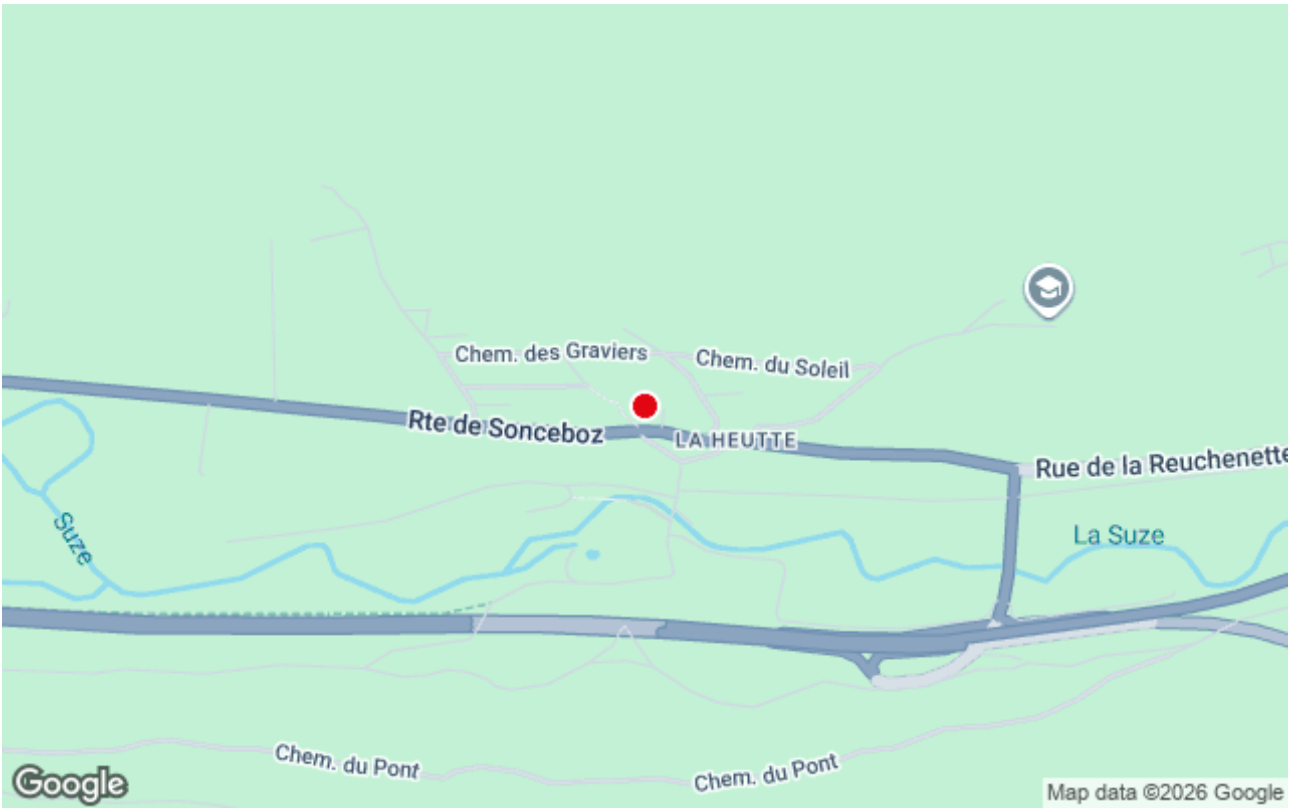 Chem. des Graviers
Chem. du Soleil
Rte de Sonceboz
LA HEUTTE
Rue de la Reuchenette
Suze
La Suze
Chem. du Pont
Chem. du Pont
Google
Map data ©2026 Google